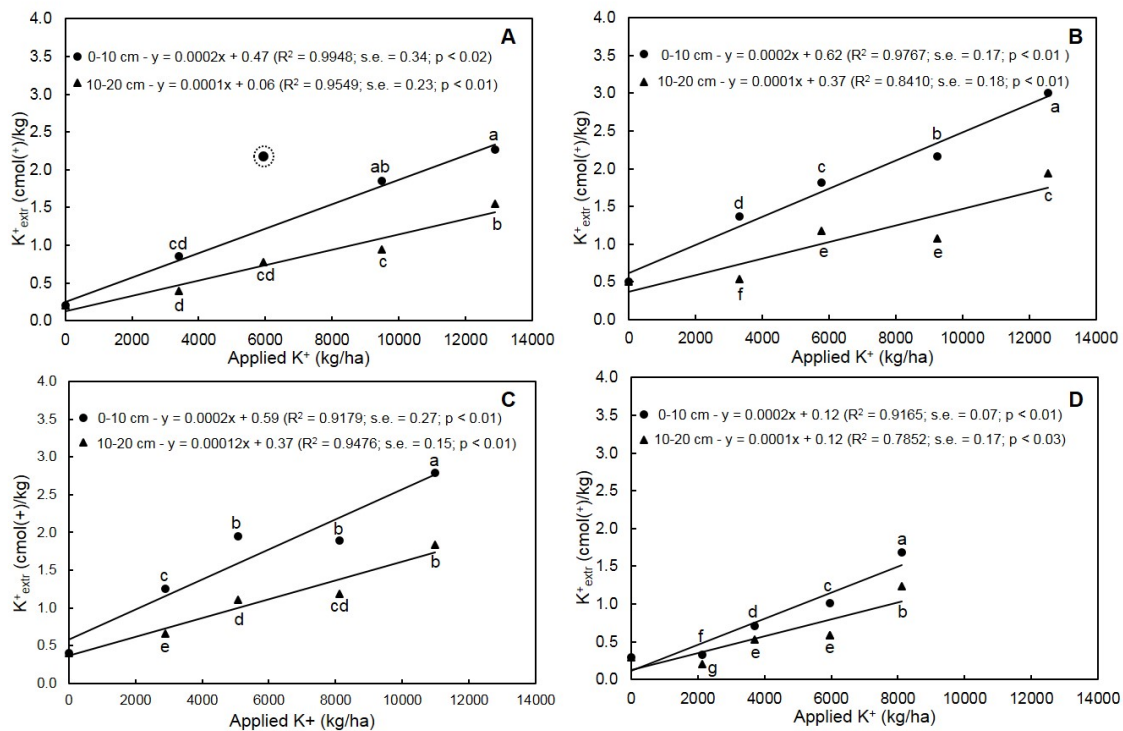 A
0-10 cm - y = 0.0002x + 0.47 (R² = 0.9948; s.e. = 0.34; p < 0.02)
10-20 cm - y = 0.0001x + 0.06 (R² = 0.9549; s.e. = 0.23; p < 0.01)
K⁺extr (cmol(⁺)/kg)
4.0
3.5
3.0
2.5
2.0
1.5
1.0
0.5
0.0
a
ab
cd
b
c
cd
d
0 2000 4000 6000 8000 10000 12000 14000
Applied K⁺ (kg/ha)
B
0-10 cm - y = 0.0002x + 0.62 (R² = 0.9767; s.e. = 0.17; p < 0.01 )
10-20 cm - y = 0.0001x + 0.37 (R² = 0.8410; s.e. = 0.18; p < 0.01)
K⁺extr (cmol(⁺)/kg)
4.0
3.5
3.0
2.5
2.0
1.5
1.0
0.5
0.0
a
b
c
d
c
e
e
f
0 2000 4000 6000 8000 10000 12000 14000
Applied K⁺ (kg/ha)
C
0-10 cm - y = 0.0002x + 0.59 (R² = 0.9179; s.e. = 0.27; p < 0.01)
10-20 cm - y = 0.00012x + 0.37 (R² = 0.9476; s.e. = 0.15; p < 0.01)
K⁺extr (cmol(+)/kg)
4.0
3.5
3.0
2.5
2.0
1.5
1.0
0.5
0.0
a
b
b
c
b
d
cd
e
0 2000 4000 6000 8000 10000 12000 14000
Applied K+ (kg/ha)
D
0-10 cm - y = 0.0002x + 0.12 (R² = 0.9165; s.e. = 0.07; p < 0.01)
10-20 cm - y = 0.0001x + 0.12 (R² = 0.7852; s.e. = 0.17; p < 0.03)
K⁺extr (cmol(⁺)/kg)
4.0
3.5
3.0
2.5
2.0
1.5
1.0
0.5
0.0
a
c
d
f
b
e
e
g
0 2000 4000 6000 8000 10000 12000 14000
Applied K⁺ (kg/ha)